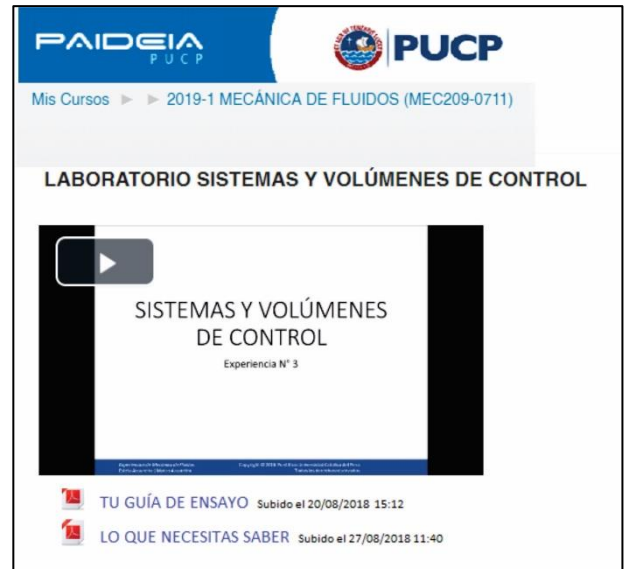 PAIDEIA
PUCP
PUCP
Mis Cursos ► ► 2019-1 MECÁNICA DE FLUIDOS (MEC209-0711)
LABORATORIO SISTEMAS Y VOLÚMENES DE CONTROL
SISTEMAS Y VOLÚMENES
DE CONTROL
Experiencia N° 3
TU GUÍA DE ENSAYO Subido el 20/08/2018 15:12
LO QUE NECESITAS SABER Subido el 27/08/2018 11:40